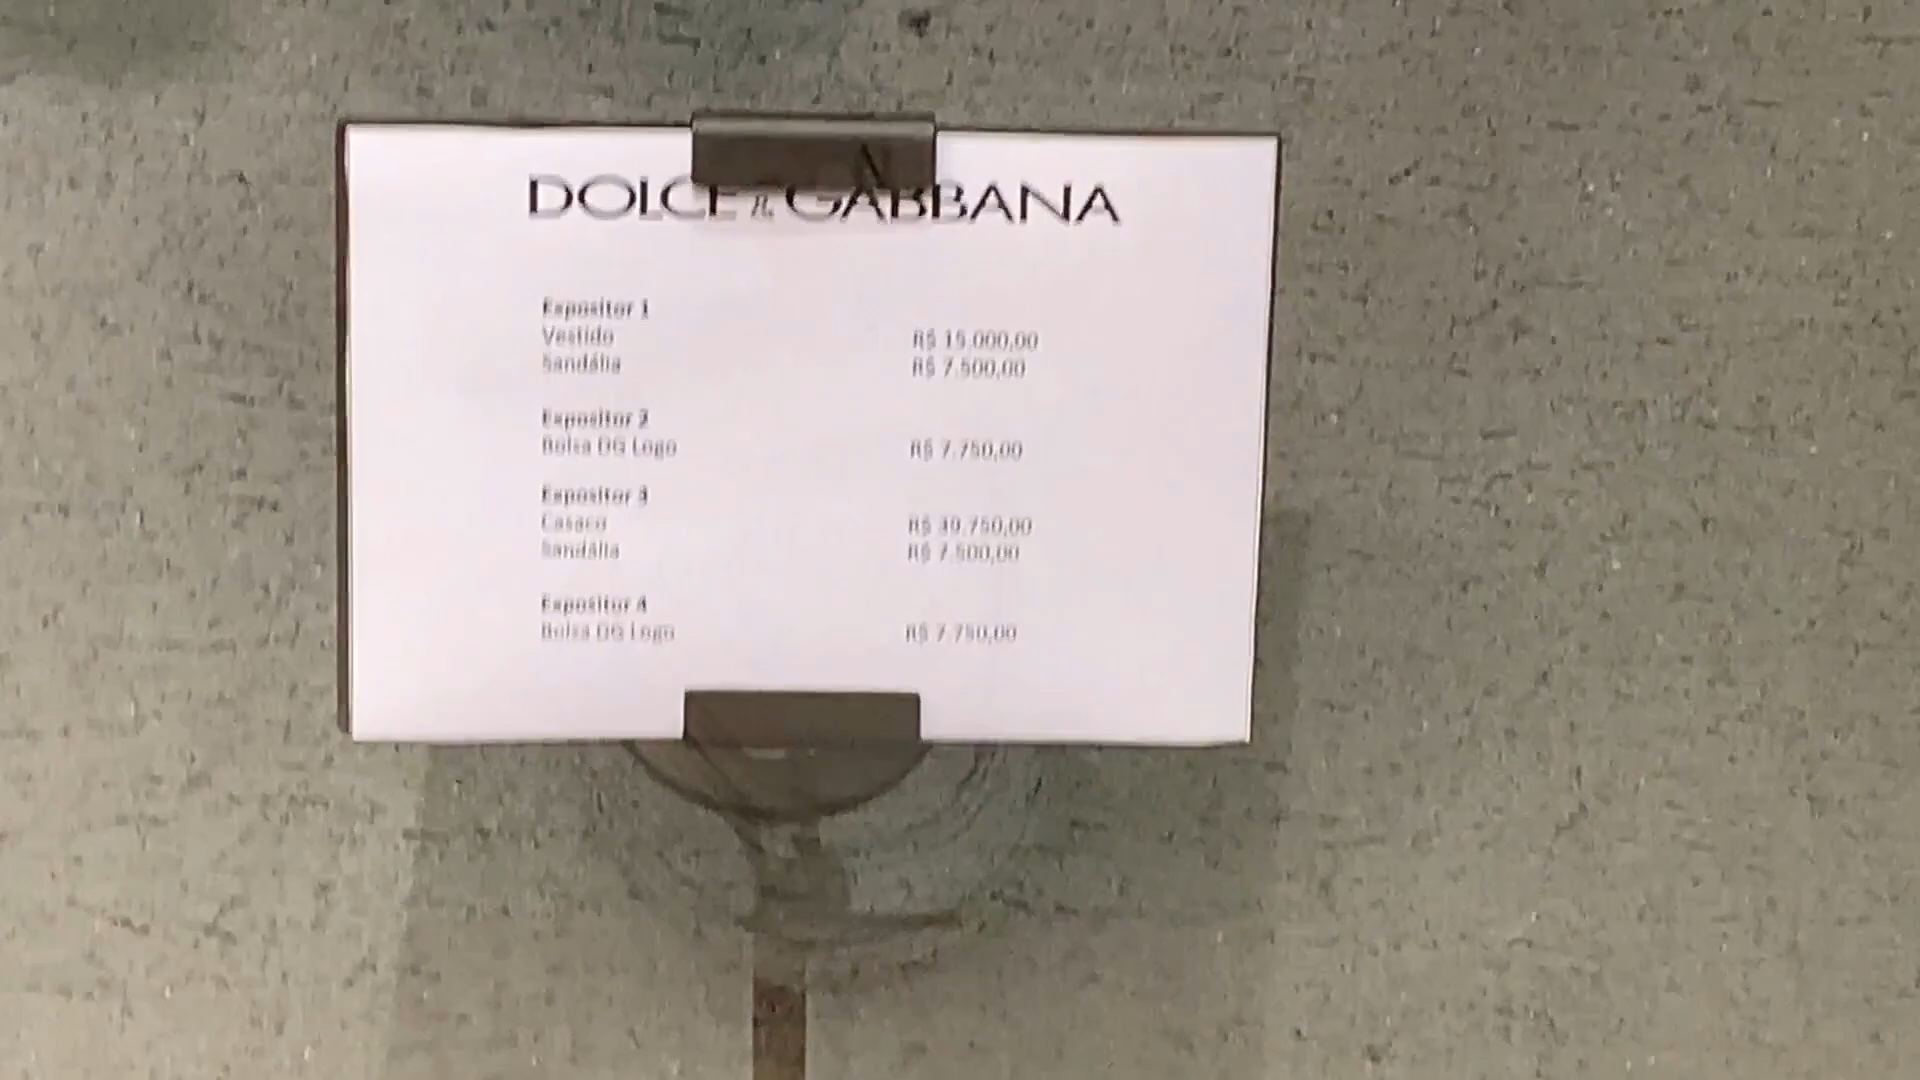 DOLCE & GABBANA
Expositor 1
Vestido R$ 15.000,00
Sandália R$ 7.500,00
Expositor 2
Bolsa DG Logo R$ 7.750,00
Expositor 3
Casaco R$ 39.750,00
Sandália R$ 7.500,00
Expositor 4
Bolsa DG Logo R$ 7.750,00